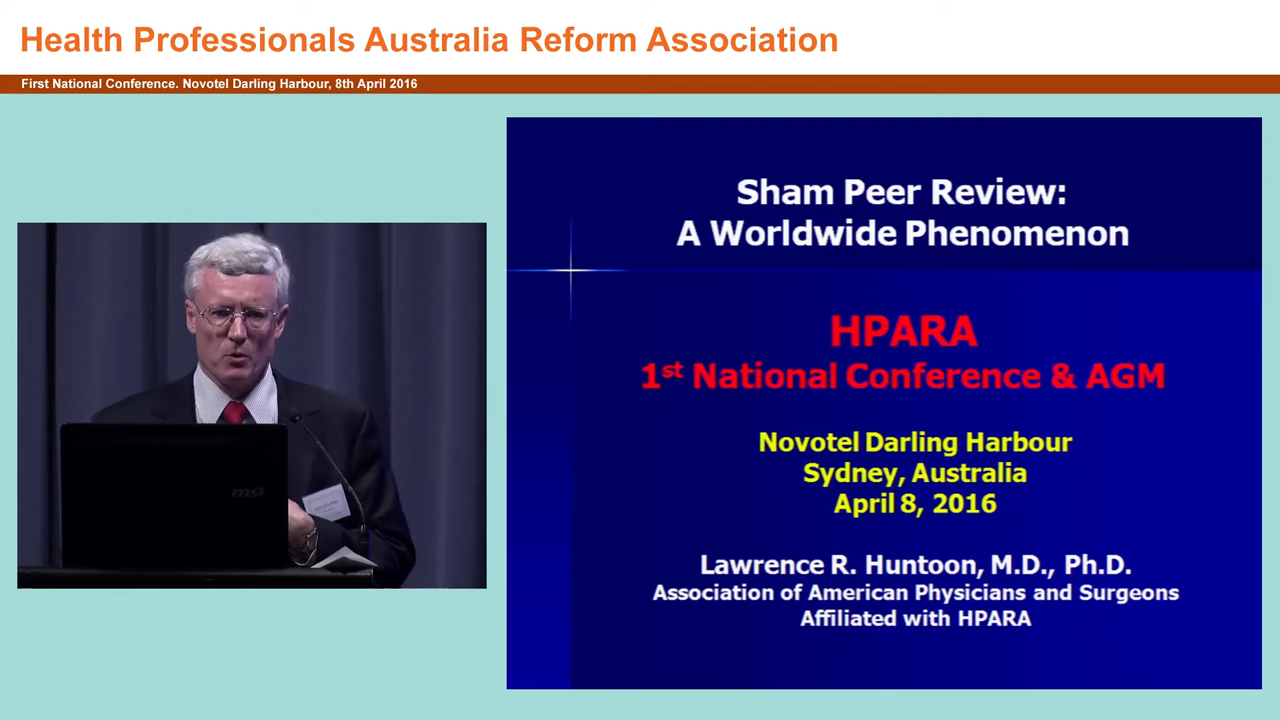 Health Professionals Australia Reform Association
First National Conference. Novotel Darling Harbour, 8th April 2016
Sham Peer Review:
A Worldwide Phenomenon
HPARA
1st National Conference & AGM
Novotel Darling Harbour
Sydney, Australia
April 8, 2016
Lawrence R. Huntoon, M.D., Ph.D.
Association of American Physicians and Surgeons
Affiliated with HPARA
msi